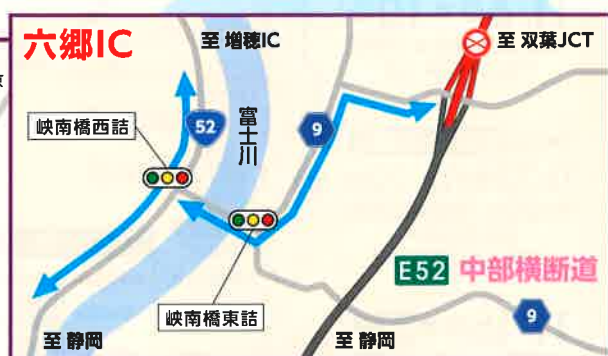 六郷IC
至 増穂IC
至 双葉JCT
52
富士川
9
峡南橋西詰
E52 中部横断道
峡南橋東詰
9
至 静岡
至 静岡